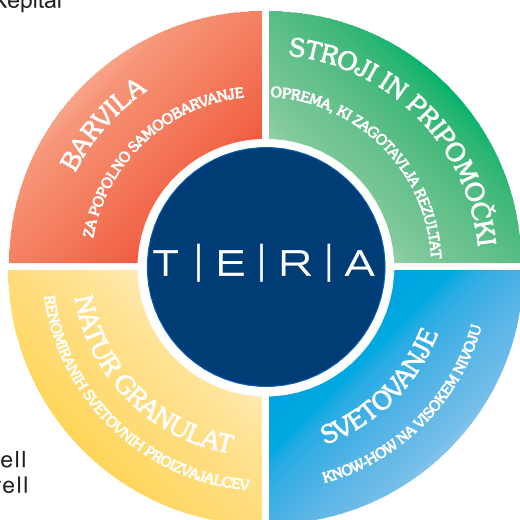 Kepital
BARVILA
ZA POPOLNO SAMOOBARVANJE
STROJI IN PRIPOMOČKI
OPREMA, KI ZAGOTAVLJA REZULTAT
T|E|R|A
NATUR GRANULAT
RENOMIRANIH SVETOVNIH PROIZVAJALCEV
SVETOVANJE
KNOW-HOW NA VISOKEM NIVOJU
ell
ell